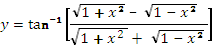 y = tan⁻¹ [ (√(1 + x²) − √(1 − x²)) / (√(1 + x²) + √(1 − x²)) ]